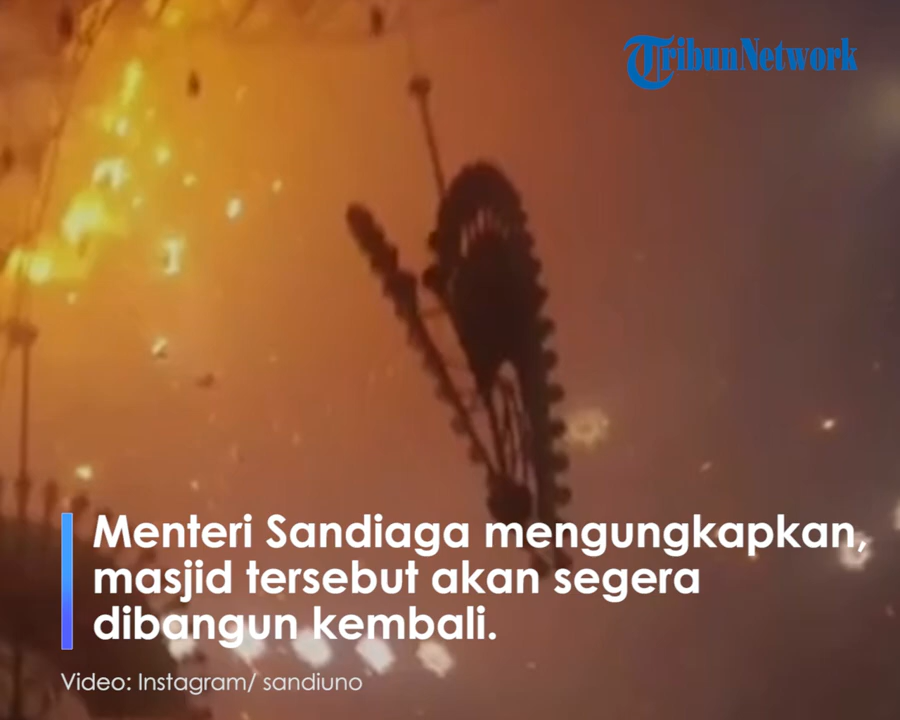 TribunNetwork
Menteri Sandiaga mengungkapkan,
masjid tersebut akan segera
dibangun kembali.
Video: Instagram/ sandiuno